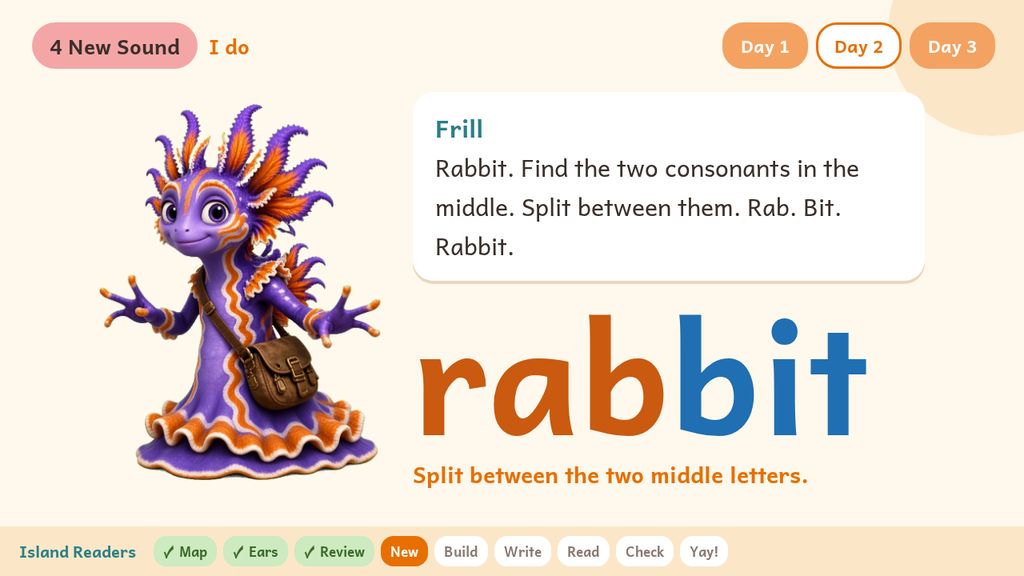 4 New Sound
I do
Day 1
Day 2
Day 3
Frill
Rabbit. Find the two consonants in the
middle. Split between them. Rab. Bit.
Rabbit.
rabbit
Split between the two middle letters.
Island Readers
✓ Map
✓ Ears
✓ Review
New
Build
Write
Read
Check
Yay!